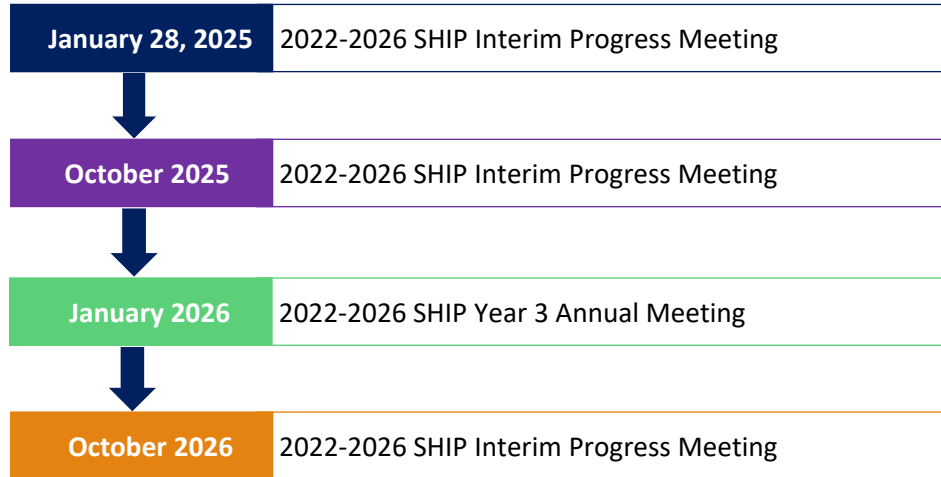 January 28, 2025 2022-2026 SHIP Interim Progress Meeting
October 2025 2022-2026 SHIP Interim Progress Meeting
January 2026 2022-2026 SHIP Year 3 Annual Meeting
October 2026 2022-2026 SHIP Interim Progress Meeting